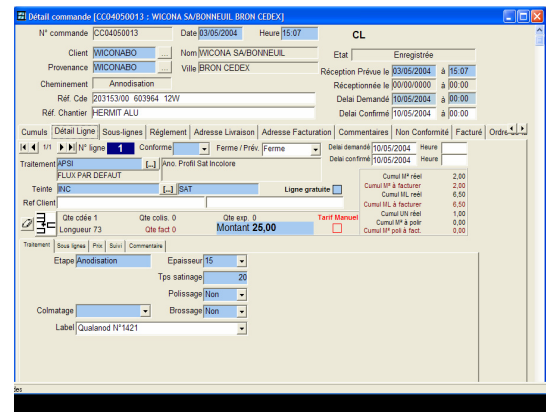 Détail commande [CC04050013 : WICONA SA/BONNEUIL BRON CEDEX]
N° commande CC04050013 Date 03/05/2004 Heure 15:07 CL
Client WICONABO ... Nom WICONA SA/BONNEUIL Etat Enregistrée
Provenance WICONABO ... Ville BRON CEDEX Réception Prévue le 03/05/2004 à 15:07
Cheminement Annodisation Réceptionnée le 00/00/0000 à 00:00
Réf. Cde 203153/00 603964 12W Delai Demandé 10/05/2004 à 00:00
Réf. Chantier HERMIT ALU Delai Confirmé 10/05/2004 à 00:00
Cumuls Détail Ligne Sous-lignes Réglement Adresse Livraison Adresse Facturation Commentaires Non Conformité Facturé
1/1 N° ligne 1 Conforme Ferme / Prév. Ferme Delai demandé 10/05/2004 Heure
Delai confirmé 10/05/2004 Heure
Traitement APSI [...] Ano. Profil Sat Incolore
FLUX PAR DEFAUT
Teinte INC [...] SAT Ligne gratuite
Ref Client
Cumul M² réel 2,00
Cumul M² à facturer 2,00
Cumul ML reél 6,50
Cumul ML à facturer 6,50
Cumul UN réel 1,00
Cumul M² à polir 0,00
Cumul M² poli à fact. 0,00
Qte cdée 1 Qte colis. 0 Qte exp. 0 Tarif Manuel
Longueur 73 Qte fact 0 Montant 25,00
Traitement Sous lignes Prix Suivi Commentaire
Etape Anodisation Epaisseur 15
Tps satinage 20
Polissage Non
Colmatage Brossage Non
Label Qualanod N°1421